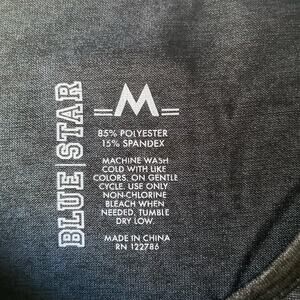 BLUE | STAR
M
85% POLYESTER
15% SPANDEX
MACHINE WASH
COLD WITH LIKE
COLORS, ON GENTLE
CYCLE. USE ONLY
NON-CHLORINE
BLEACH WHEN
NEEDED, TUMBLE
DRY LOW.
MADE IN CHINA
RN 122786